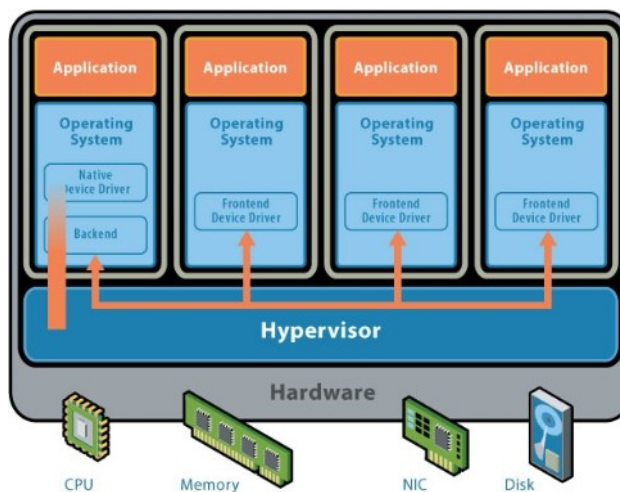 Application
Application
Application
Application
Operating
System
Native
Device Driver
Backend
Operating
System
Frontend
Device Driver
Operating
System
Frontend
Device Driver
Operating
System
Frontend
Device Driver
Hypervisor
Hardware
CPU
Memory
NIC
Disk